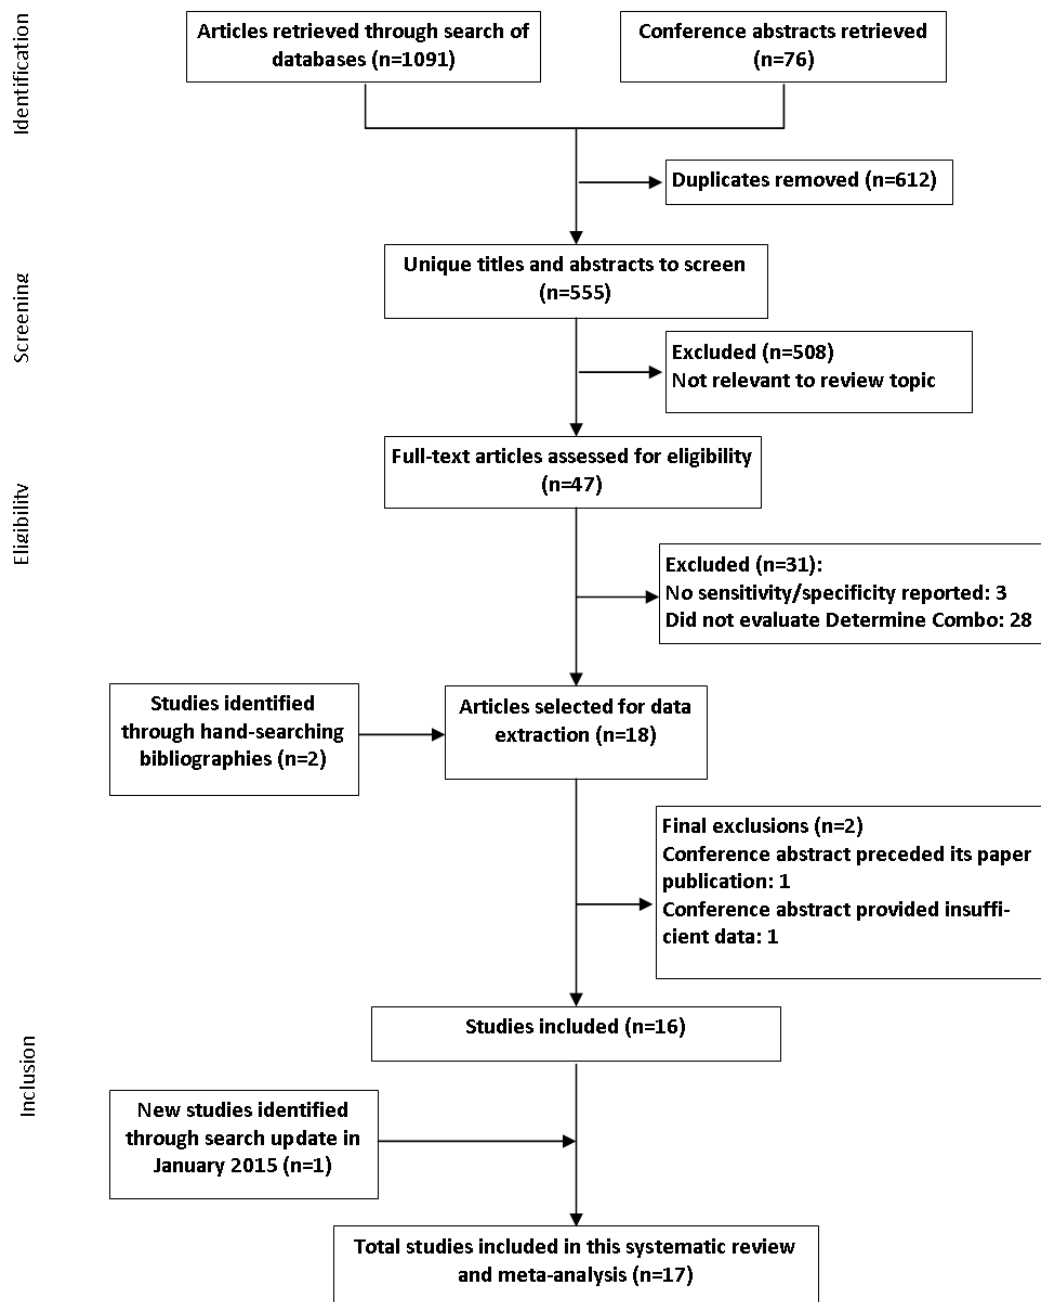 Identification
Articles retrieved through search of
databases (n=1091)
Conference abstracts retrieved
(n=76)
Duplicates removed (n=612)
Screening
Unique titles and abstracts to screen
(n=555)
Excluded (n=508)
Not relevant to review topic
Eligibility
Full-text articles assessed for eligibility
(n=47)
Excluded (n=31):
No sensitivity/specificity reported: 3
Did not evaluate Determine Combo: 28
Studies identified
through hand-searching
bibliographies (n=2)
Articles selected for data
extraction (n=18)
Final exclusions (n=2)
Conference abstract preceded its paper
publication: 1
Conference abstract provided insuffi-
cient data: 1
Inclusion
Studies included (n=16)
New studies identified
through search update in
January 2015 (n=1)
Total studies included in this systematic review
and meta-analysis (n=17)